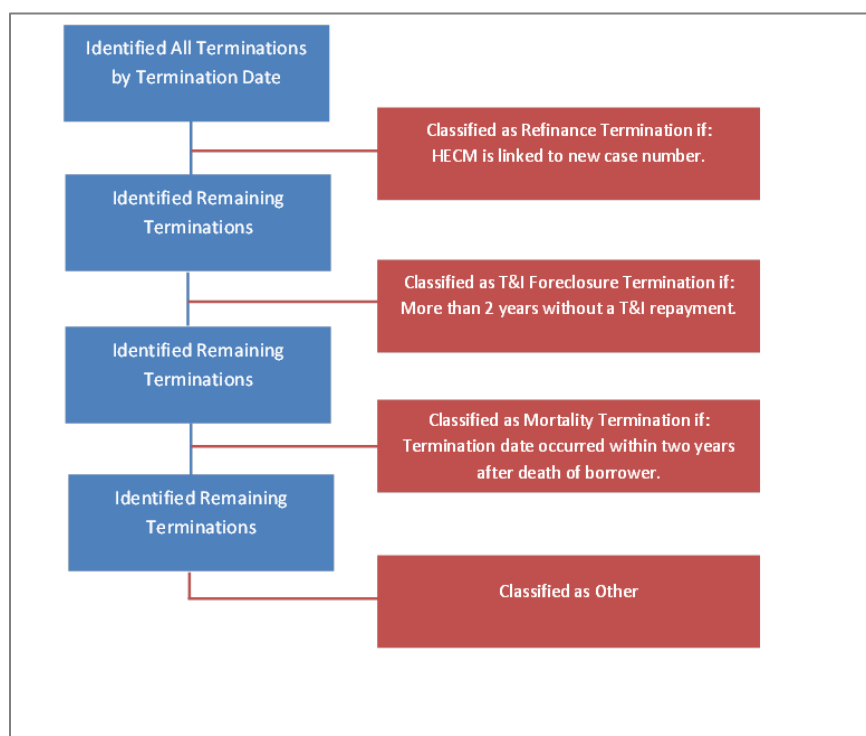 Identified All Terminations
by Termination Date
Classified as Refinance Termination if:
HECM is linked to new case number.
Identified Remaining
Terminations
Classified as T&I Foreclosure Termination if:
More than 2 years without a T&I repayment.
Identified Remaining
Terminations
Classified as Mortality Termination if:
Termination date occurred within two years
after death of borrower.
Identified Remaining
Terminations
Classified as Other